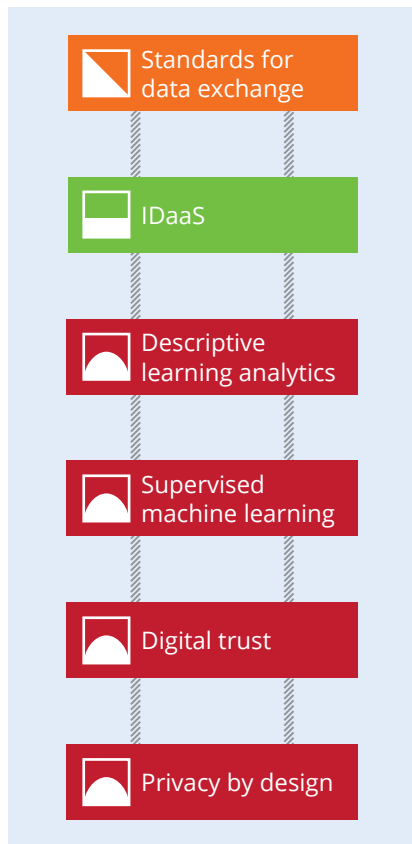 Standards for
data exchange
IDaaS
Descriptive
learning analytics
Supervised
machine learning
Digital trust
Privacy by design